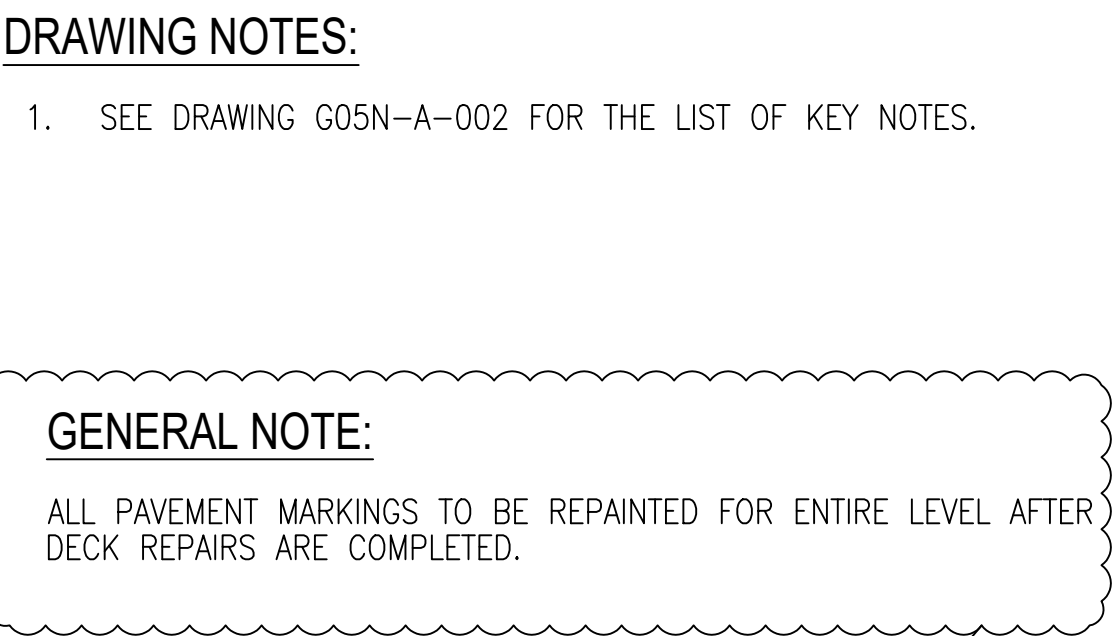 DRAWING NOTES:
1. SEE DRAWING G05N-A-002 FOR THE LIST OF KEY NOTES.
GENERAL NOTE:
ALL PAVEMENT MARKINGS TO BE REPAINTED FOR ENTIRE LEVEL AFTER
DECK REPAIRS ARE COMPLETED.